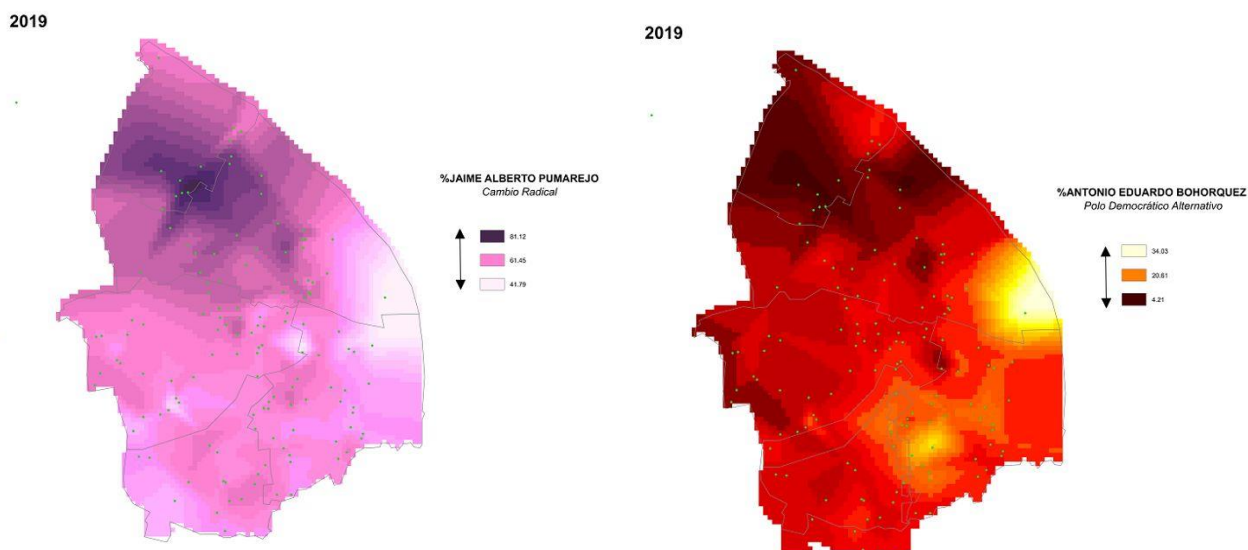 2019
%JAIME ALBERTO PUMAREJO
Cambio Radical
81.12
61.45
41.79
2019
%ANTONIO EDUARDO BOHORQUEZ
Polo Democrático Alternativo
34.03
20.61
4.21